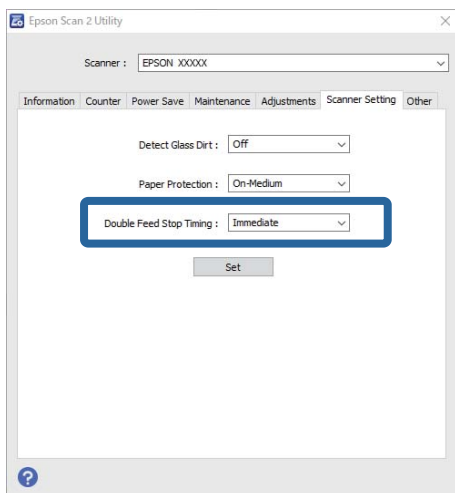 Epson Scan 2 Utility
Scanner : EPSON XXXXX
Information Counter Power Save Maintenance Adjustments Scanner Setting Other
Detect Glass Dirt : Off
Paper Protection : On-Medium
Double Feed Stop Timing : Immediate
Set
?